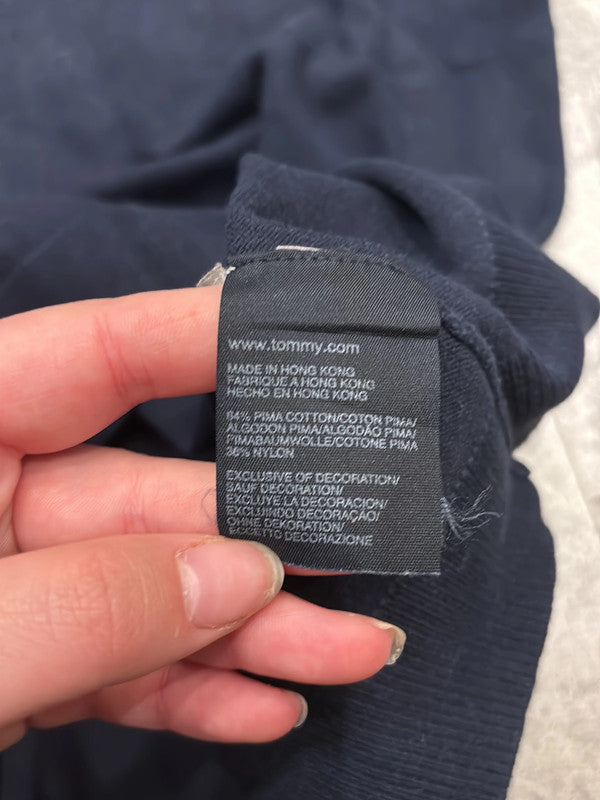 www.tommy.com
MADE IN HONG KONG
FABRIQUE A HONG KONG
HECHO EN HONG KONG
64% PIMA COTTON/COTON PIMA/
ALGODON PIMA/ALGODÃO PIMA/
PIMABAUMWOLLE/COTONE PIMA
36% NYLON
EXCLUSIVE OF DECORATION/
SAUF DECORATION/
EXCLUYE LA DECORACION/
EXCLUINDO DECORAÇÃO/
OHNE DEKORATION/
ECCETTO DECORAZIONE